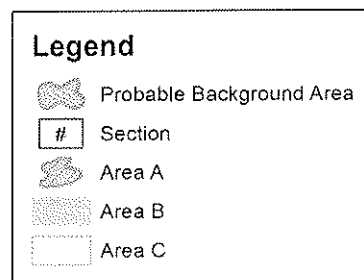 Legend
Probable Background Area
# Section
Area A
Area B
Area C